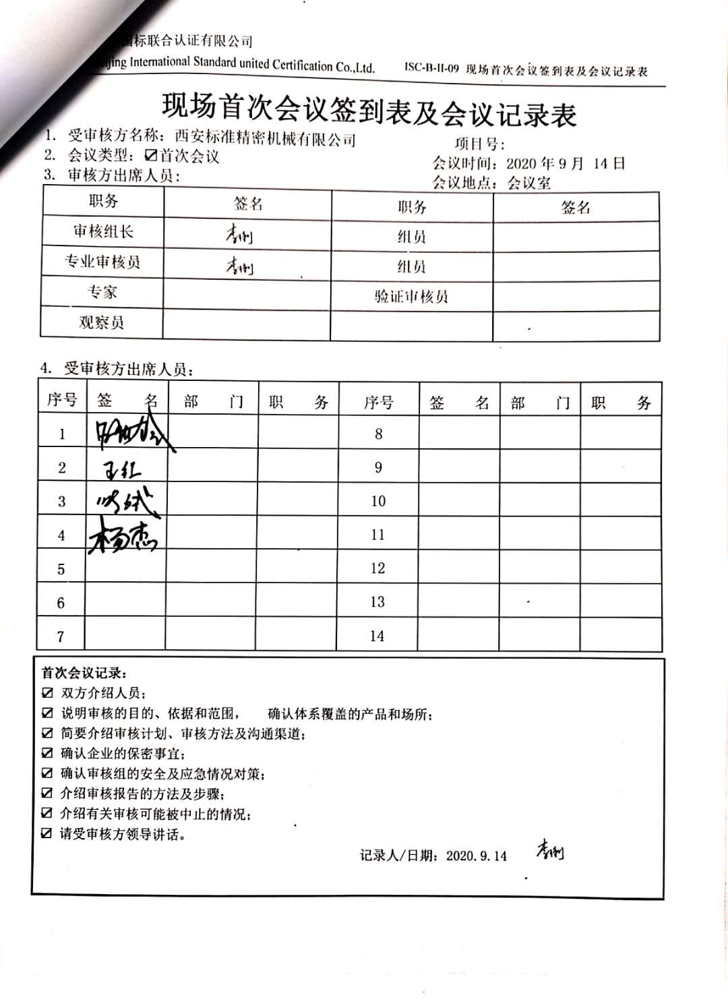 国标联合认证有限公司
jing International Standard united Certification Co.,Ltd. ISC-B-II-09 现场首次会议签到表及会议记录表
现场首次会议签到表及会议记录表
1. 受审核方名称：西安标准精密机械有限公司 项目号：
2. 会议类型：☑首次会议 会议时间：2020 年 9 月 14 日
3. 审核方出席人员： 会议地点：会议室
职务 签名 职务 签名
审核组长 李俐 组员
专业审核员 李俐 组员
专家 验证审核员
观察员
4. 受审核方出席人员：
序号 签 名 部 门 职 务 序号 签 名 部 门 职 务
1 8
2 王红 9
3 10
4 杨杰 11
5 12
6 13
7 14
首次会议记录：
☑ 双方介绍人员；
☑ 说明审核的目的、依据和范围， 确认体系覆盖的产品和场所；
☑ 简要介绍审核计划、审核方法及沟通渠道；
☑ 确认企业的保密事宜；
☑ 确认审核组的安全及应急情况对策；
☑ 介绍审核报告的方法及步骤；
☑ 介绍有关审核可能被中止的情况；
☑ 请受审核方领导讲话。
记录人/日期：2020.9.14 李俐